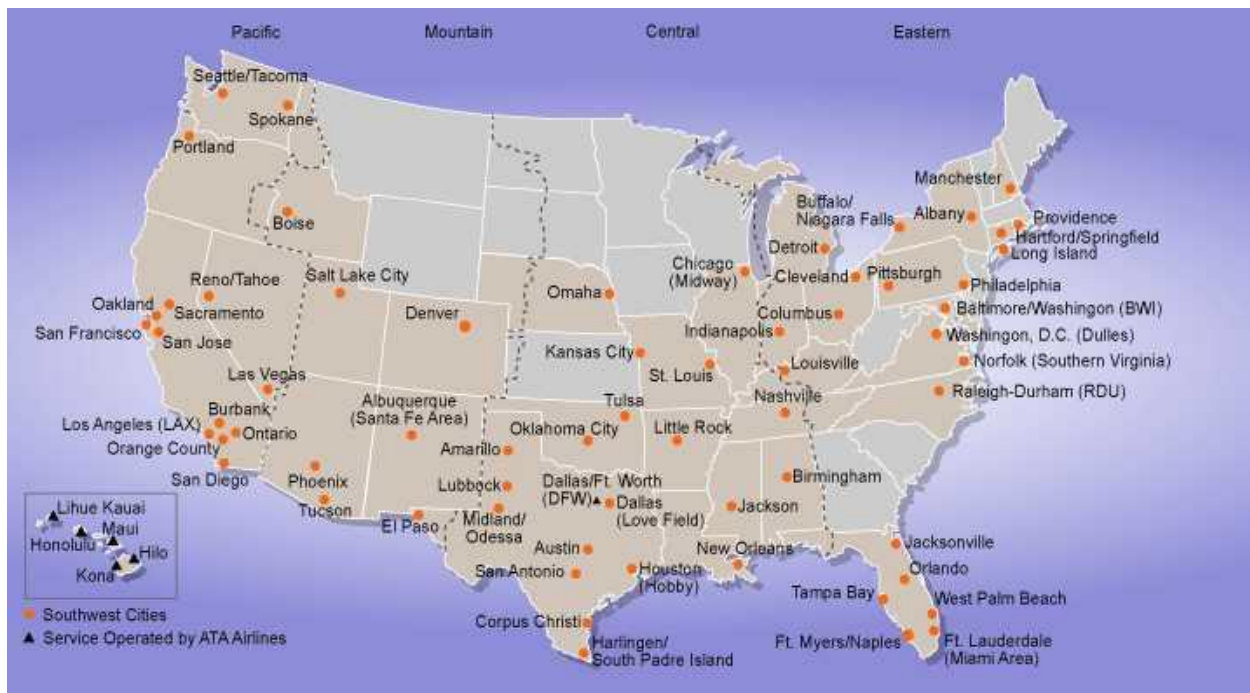 Pacific
Mountain
Central
Eastern
Seattle/Tacoma
Spokane
Portland
Boise
Reno/Tahoe
Salt Lake City
Oakland
Sacramento
San Francisco
San Jose
Denver
Las Vegas
Burbank
Los Angeles (LAX)
Ontario
Orange County
San Diego
Phoenix
Tucson
Albuquerque
(Santa Fe Area)
El Paso
Omaha
Kansas City
St. Louis
Chicago
(Midway)
Indianapolis
Tulsa
Oklahoma City
Little Rock
Amarillo
Lubbock
Midland/
Odessa
Dallas/Ft. Worth
(DFW)
Dallas
(Love Field)
Austin
San Antonio
Houston
(Hobby)
Corpus Christi
Harlingen/
South Padre Island
New Orleans
Jackson
Birmingham
Nashville
Louisville
Columbus
Cleveland
Detroit
Buffalo/
Niagara Falls
Pittsburgh
Albany
Manchester
Providence
Hartford/Springfield
Long Island
Philadelphia
Baltimore/Washingon (BWI)
Washingon, D.C. (Dulles)
Norfolk (Southern Virginia)
Raleigh-Durham (RDU)
Jacksonville
Orlando
Tampa Bay
West Palm Beach
Ft. Myers/Naples
Ft. Lauderdale
(Miami Area)
Lihue Kauai
Maui
Honolulu
Hilo
Kona
Southwest Cities
Service Operated by ATA Airlines